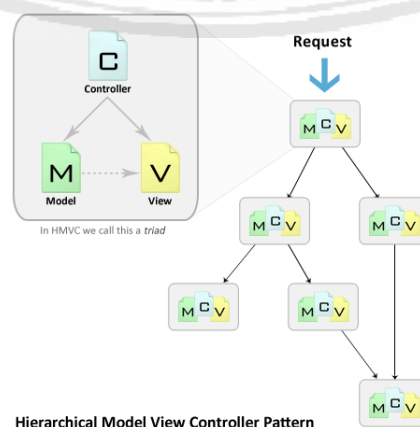 C
Controller
M
V
Model
View
In HMVC we call this a triad
Request
M C V
M C V
M C V
M C V
M C V
M C V
Hierarchical Model View Controller Pattern